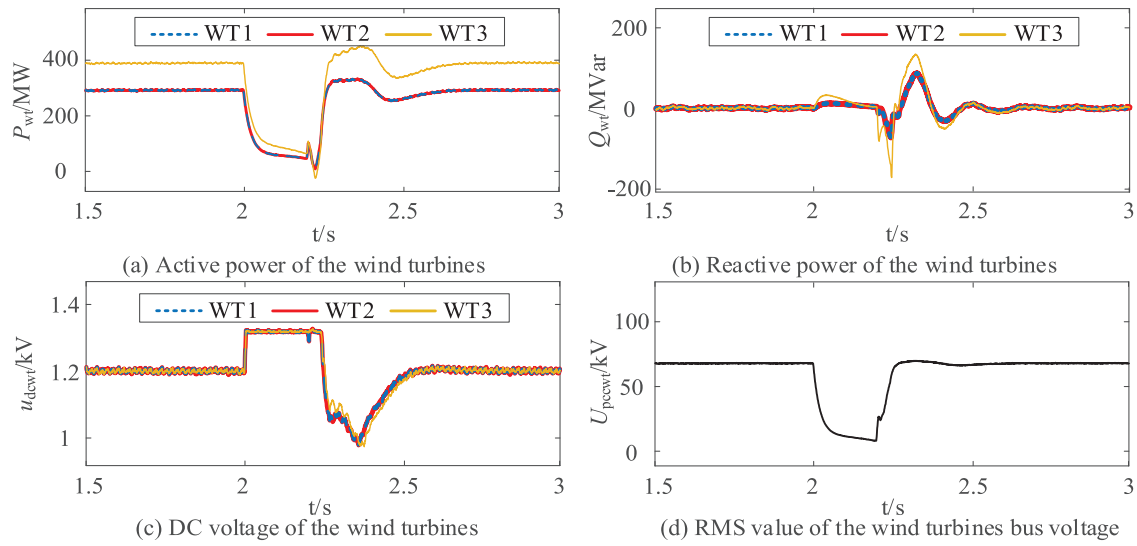 WT1 WT2 WT3
400
300
200
0
P_wt/MW
1.5 2 2.5 3
t/s
(a) Active power of the wind turbines
WT1 WT2 WT3
200
0
-200
Q_wt/MVar
1.5 2 2.5 3
t/s
(b) Reactive power of the wind turbines
WT1 WT2 WT3
1.4
1.2
1
u_dcwt/kV
1.5 2 2.5 3
t/s
(c) DC voltage of the wind turbines
100
50
0
U_pccwt/kV
1.5 2 2.5 3
t/s
(d) RMS value of the wind turbines bus voltage